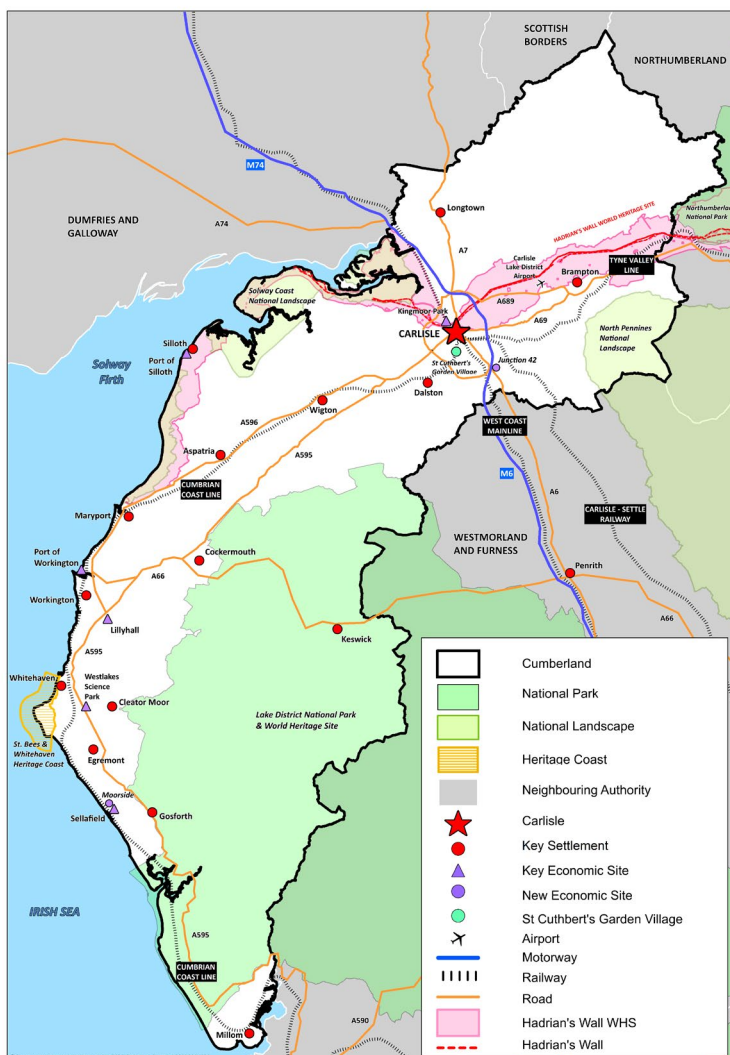 SCOTTISH
BORDERS
NORTHUMBERLAND
M74
DUMFRIES AND
GALLOWAY
A74
Longtown
A7
HADRIAN'S WALL WORLD HERITAGE SITE
Northumberland
National Park
TYNE VALLEY
LINE
Carlisle
Lake District
Airport
Brampton
Solway Coast
National Landscape
Kingmoor Park
A689
CARLISLE
A69
North Pennines
National
Landscape
Silloth
Port of
Silloth
Solway
Firth
St Cuthbert's
Garden Village
Junction 42
Dalston
Wigton
A596
A595
WEST COAST
MAINLINE
Aspatria
CUMBRIAN
COAST LINE
M6
A6
CARLISLE - SETTLE
RAILWAY
Maryport
WESTMORLAND
AND FURNESS
Port of
Workington
Cockermouth
A66
Penrith
Workington
A66
Lillyhall
Keswick
A595
Whitehaven
Westlakes
Science
Park
Cleator Moor
Lake District National Park
& World Heritage Site
St. Bees &
Whitehaven
Heritage Coast
Egremont
Moorside
Sellafield
Gosforth
IRISH SEA
A595
CUMBRIAN
COAST LINE
A590
Millom
Cumberland
National Park
National Landscape
Heritage Coast
Neighbouring Authority
Carlisle
Key Settlement
Key Economic Site
New Economic Site
St Cuthbert's Garden Village
Airport
Motorway
Railway
Road
Hadrian's Wall WHS
Hadrian's Wall